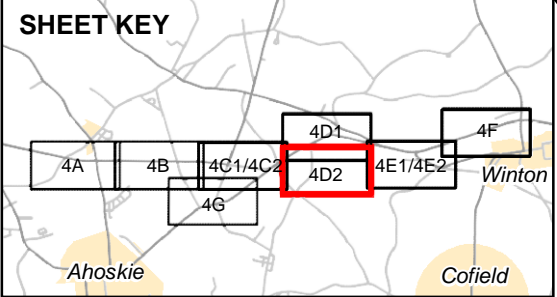 SHEET KEY
4D1
4F
4A
4B
4C1/4C2
4D2
4E1/4E2
Winton
4G
Ahoskie
Cofield